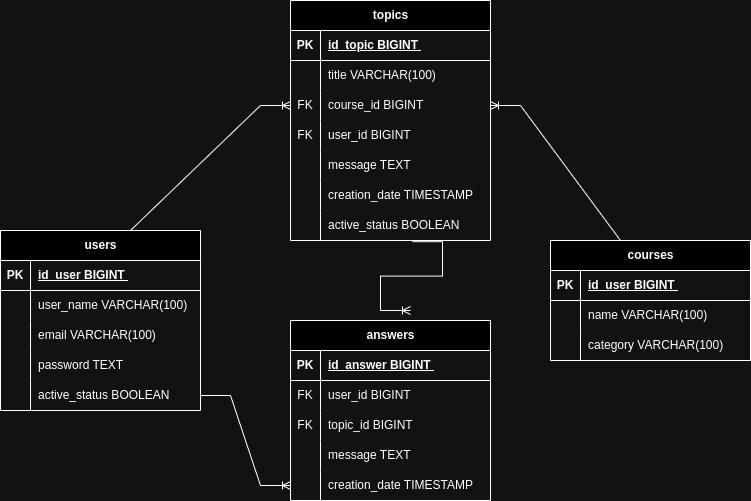 topics
PK id_topic BIGINT
title VARCHAR(100)
FK course_id BIGINT
FK user_id BIGINT
message TEXT
creation_date TIMESTAMP
active_status BOOLEAN
users
PK id_user BIGINT
user_name VARCHAR(100)
email VARCHAR(100)
password TEXT
active_status BOOLEAN
courses
PK id_user BIGINT
name VARCHAR(100)
category VARCHAR(100)
answers
PK id_answer BIGINT
FK user_id BIGINT
FK topic_id BIGINT
message TEXT
creation_date TIMESTAMP